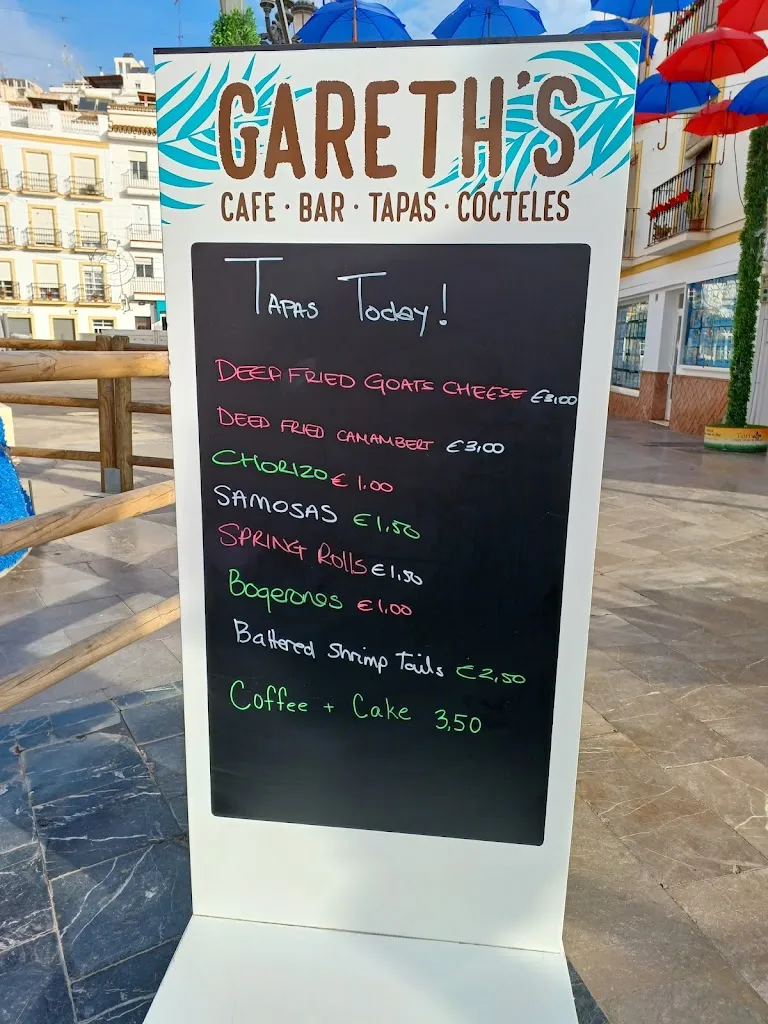 GARETH'S
CAFE · BAR · TAPAS · CÓCTELES
Tapas Today!
DEEP FRIED GOATS CHEESE €3,00
DEED FRIED CAMAMBERT €3,00
CHORIZO € 1.00
SAMOSAS €1,50
SPRING Rolls €1,50
Boqerones €1,00
Battered Shrimp Tails €2,50
Coffee + Cake 3,50